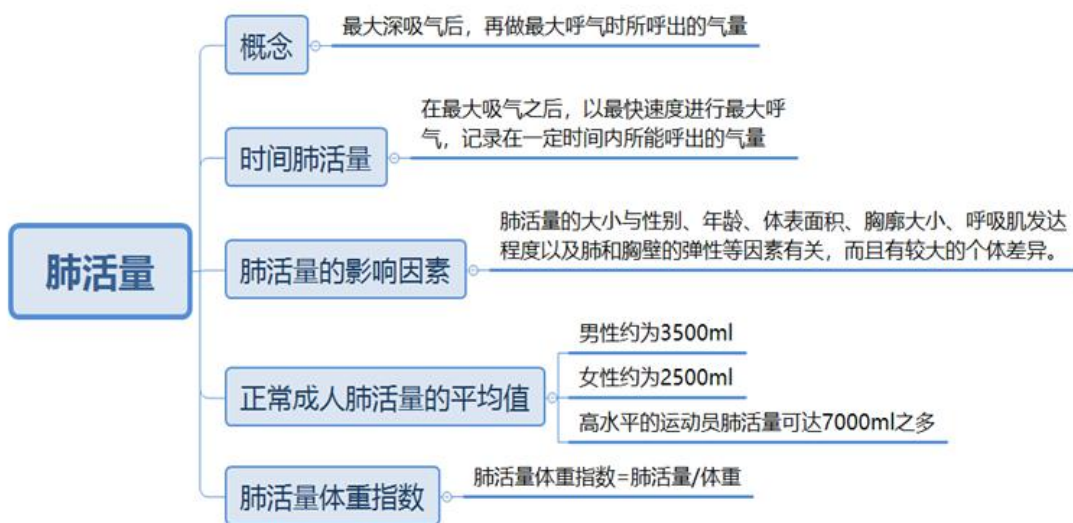 肺活量
概念
最大深吸气后，再做最大呼气时所呼出的气量
时间肺活量
在最大吸气之后，以最快速度进行最大呼
气，记录在一定时间内所能呼出的气量
肺活量的影响因素
肺活量的大小与性别、年龄、体表面积、胸廓大小、呼吸肌发达
程度以及肺和胸壁的弹性等因素有关，而且有较大的个体差异。
正常成人肺活量的平均值
男性约为3500ml
女性约为2500ml
高水平的运动员肺活量可达7000ml之多
肺活量体重指数
肺活量体重指数=肺活量/体重